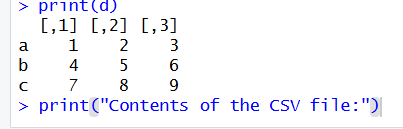 > print(d)
  [,1] [,2] [,3]
a    1    2    3
b    4    5    6
c    7    8    9
> print("Contents of the CSV file:")